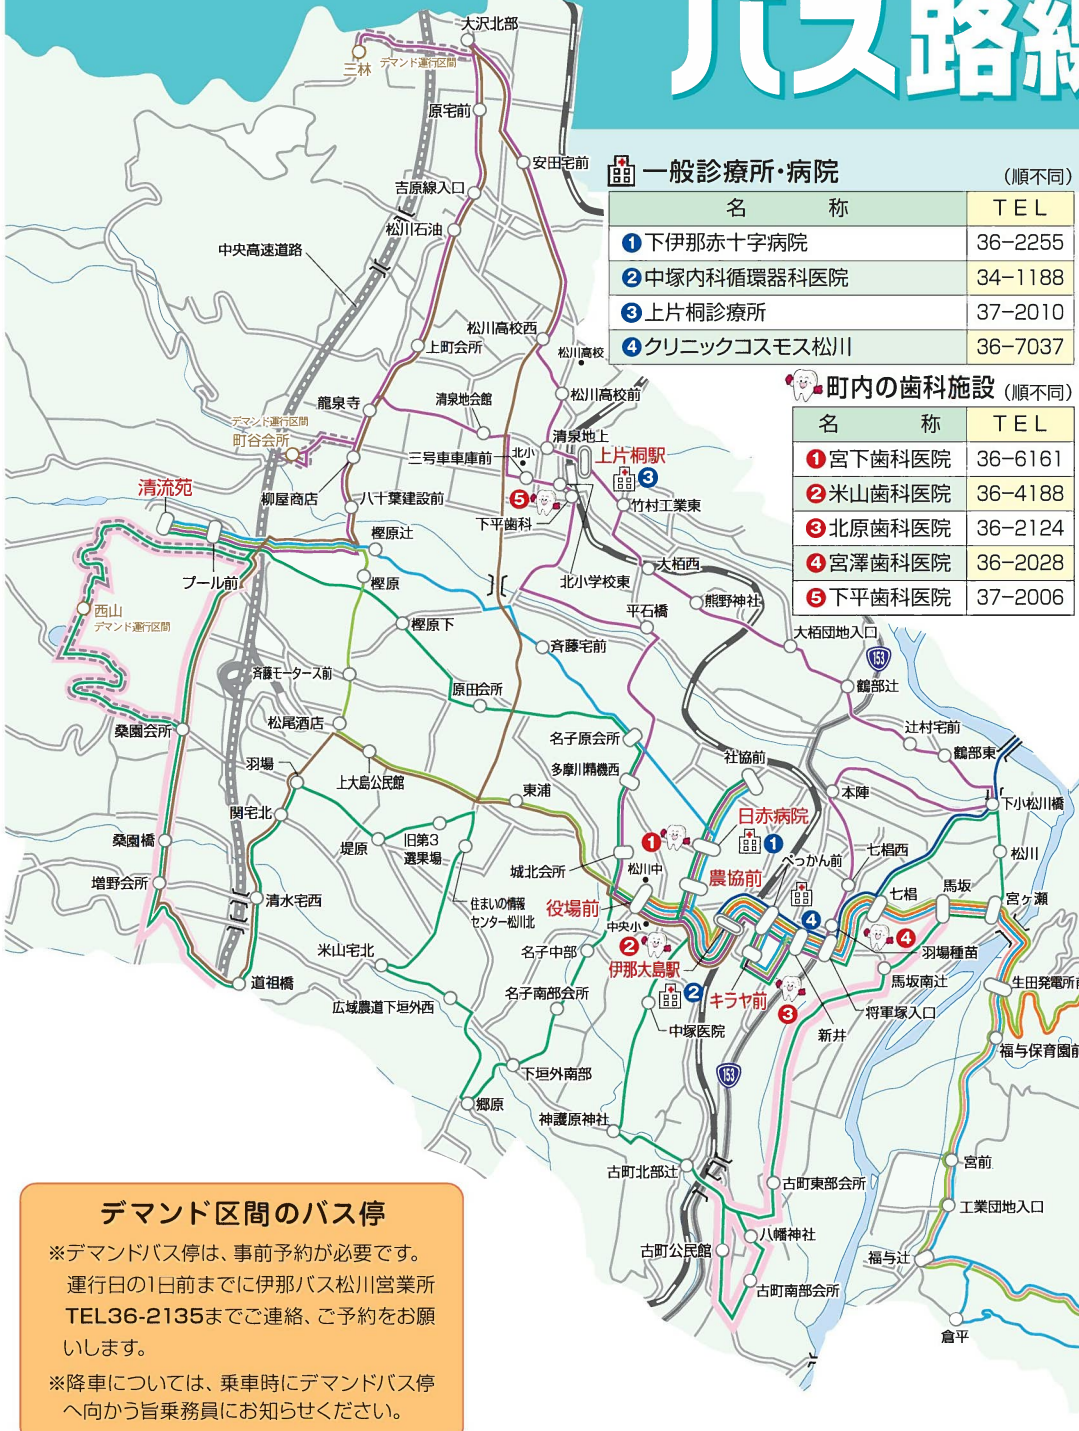 バス路線
一般診療所・病院 (順不同)
名 称 TEL
1 下伊那赤十字病院 36-2255
2 中塚内科循環器科医院 34-1188
3 上片桐診療所 37-2010
4 クリニックコスモス松川 36-7037
町内の歯科施設 (順不同)
名 称 TEL
1 宮下歯科医院 36-6161
2 米山歯科医院 36-4188
3 北原歯科医院 36-2124
4 宮澤歯科医院 36-2028
5 下平歯科医院 37-2006
大沢北部
三林
デマンド運行区間
原宅前
安田宅前
吉原線入口
松川石油
中央高速道路
松川高校西
上町会所
松川高校
松川高校前
龍泉寺
清泉地会館
デマンド運行区間
町谷会所
清泉地上
三号車車庫前
北小
上片桐駅
3
清流苑
柳屋商店
八十葉建設前
5
下平歯科
竹村工業東
樫原辻
プール前
樫原
北小学校東
大栢西
熊野神社
西山
デマンド運行区間
樫原下
平石橋
大栢団地入口
斉藤宅前
153
斉藤モータース前
原田会所
鶴部辻
桑園会所
松尾酒店
名子原会所
辻村宅前
羽場
上大島公民館
多摩川精機西
社協前
鶴部東
東浦
本陣
関宅北
日赤病院
下小松川橋
桑園橋
堤原
旧第3
選果場
1
1
べっかん前
七椙西
松川
増野会所
城北会所
松川中
農協前
七椙
馬坂
宮ヶ瀬
清水宅西
住まいの情報
センター松川北
役場前
中央小
4
4
米山宅北
名子中部
2
伊那大島駅
羽場種苗
道祖橋
広域農道下垣外西
名子南部会所
2
キラヤ前
3
馬坂南辻
生田発電所前
中塚医院
新井
将軍塚入口
福与保育園前
下垣外南部
153
郷原
神護原神社
宮前
古町北部辻
古町東部会所
工業団地入口
古町公民館
八幡神社
福与辻
古町南部会所
倉平
デマンド区間のバス停
※デマンドバス停は、事前予約が必要です。
運行日の1日前までに伊那バス松川営業所
TEL36-2135までご連絡、ご予約をお願
いします。
※降車については、乗車時にデマンドバス停
へ向かう旨乗務員にお知らせください。